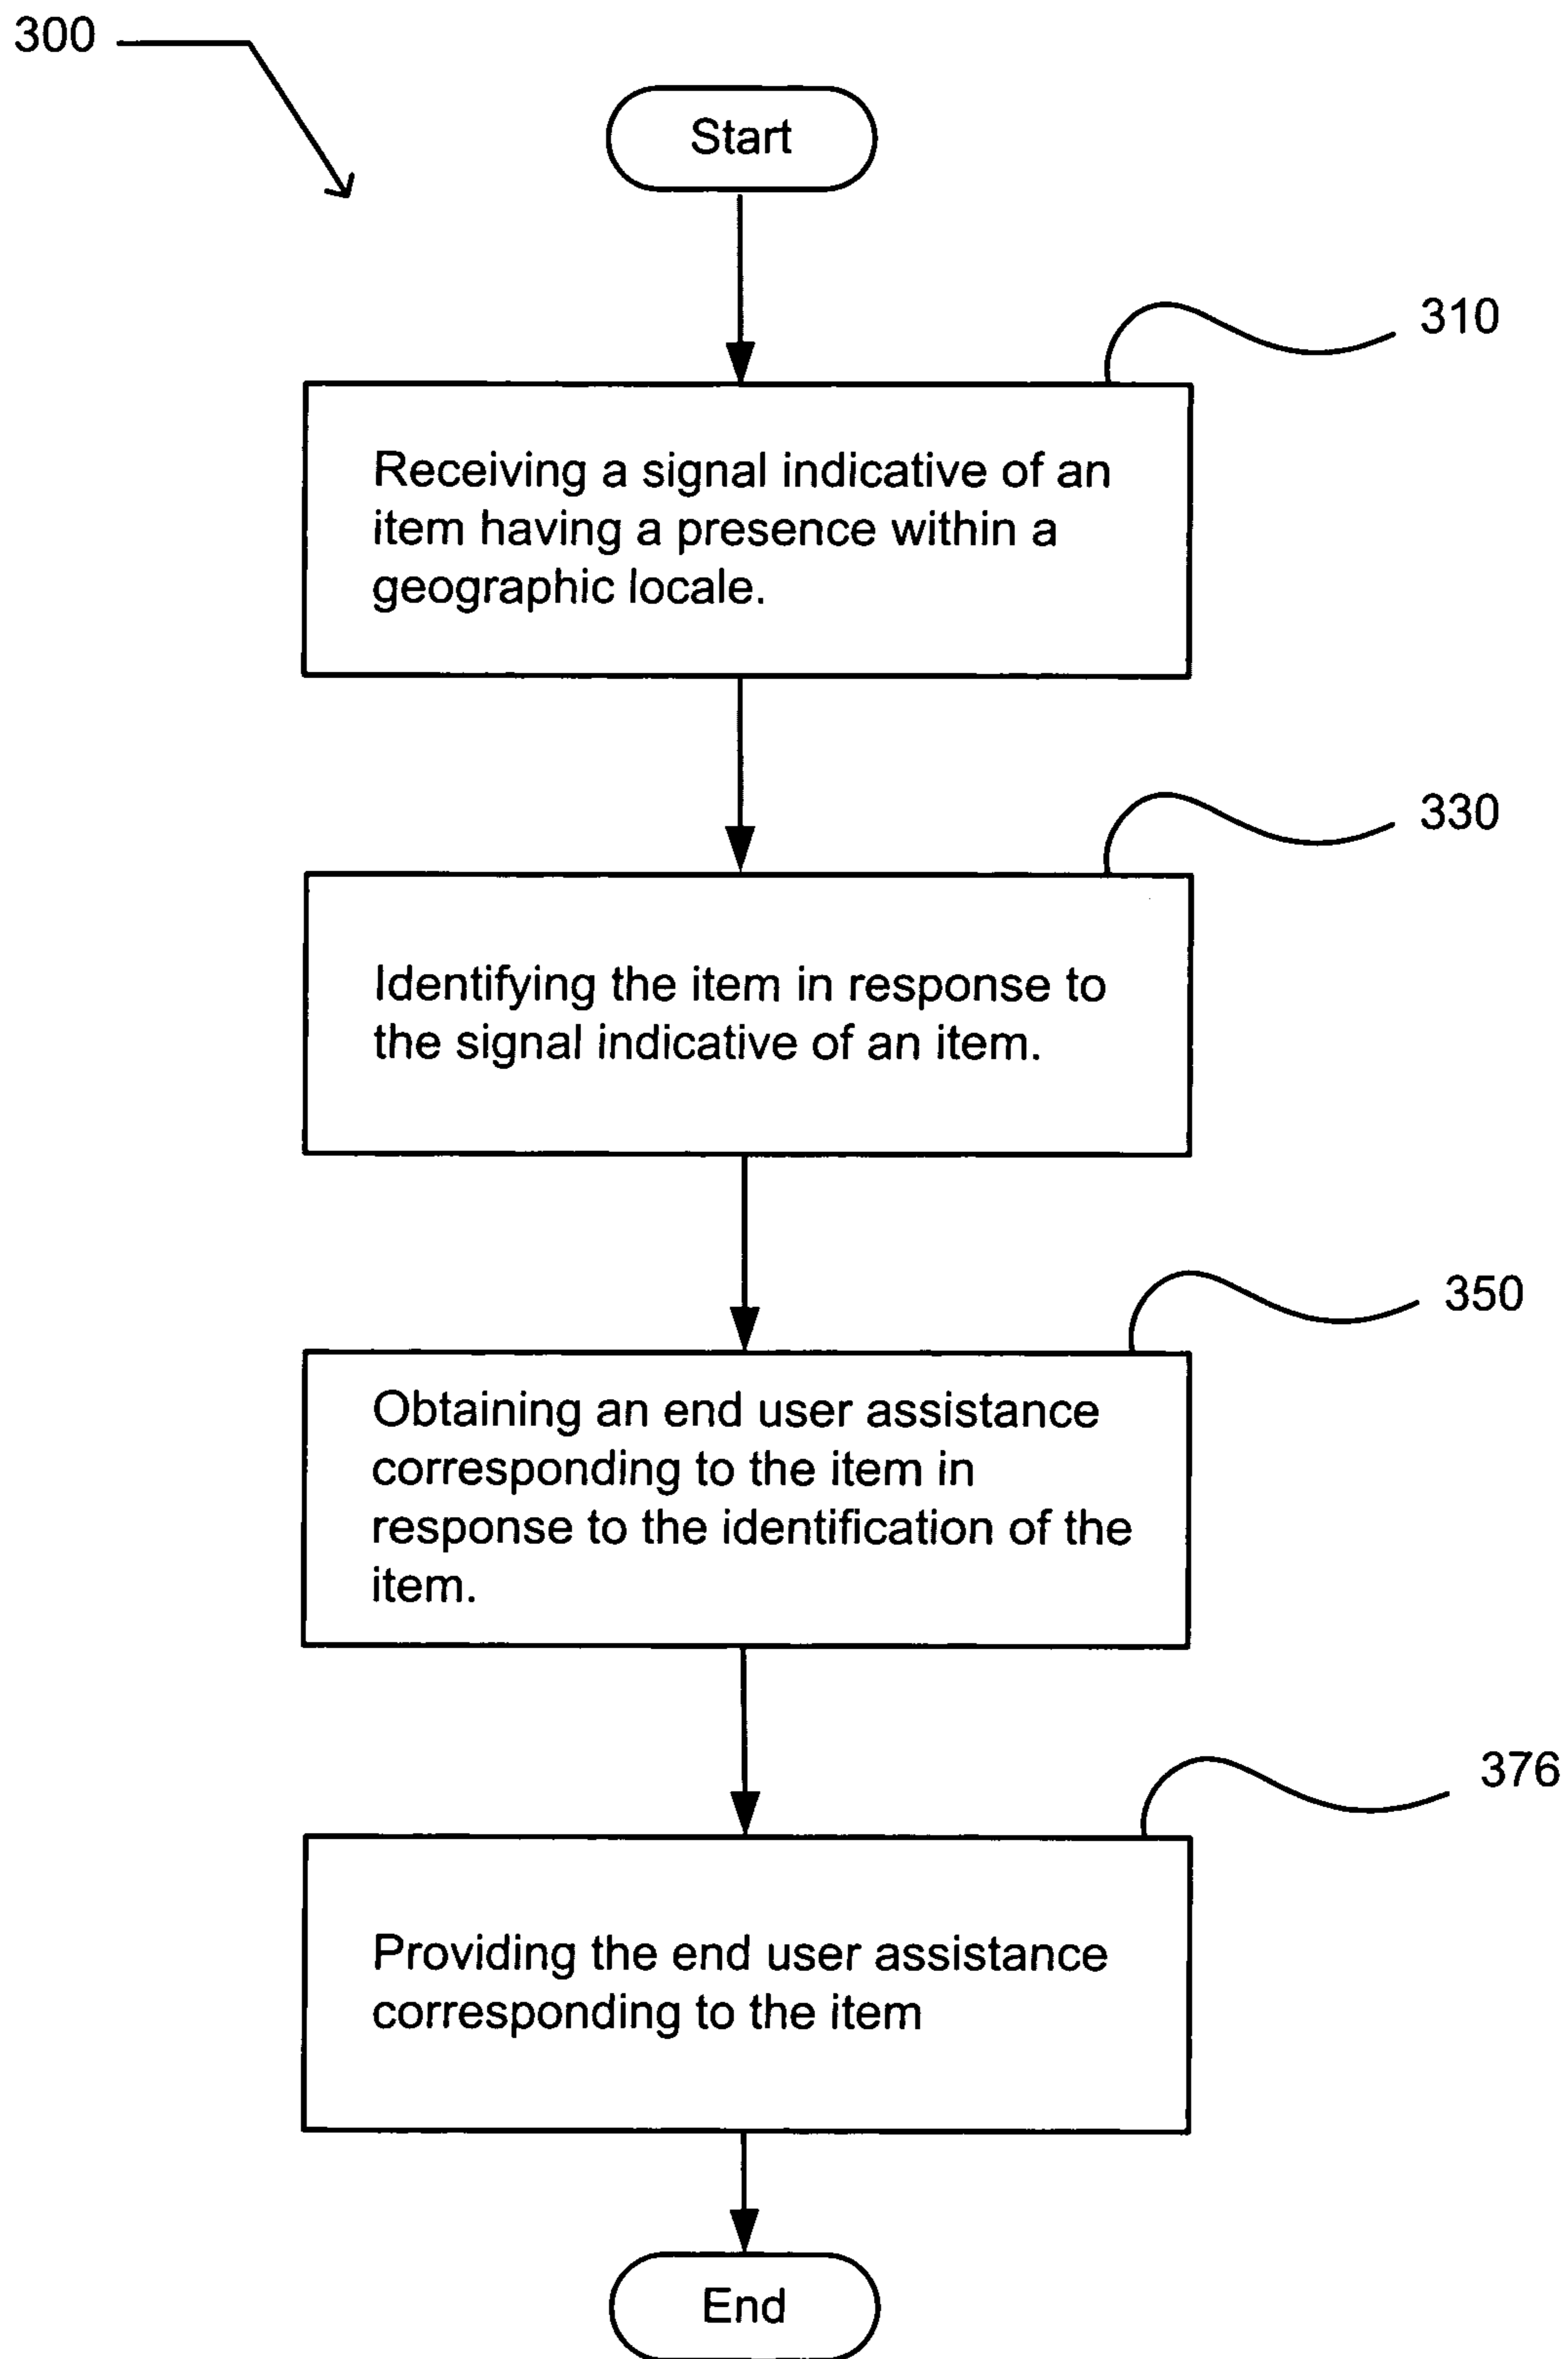 300
Start
310
Receiving a signal indicative of an
item having a presence within a
geographic locale.
330
Identifying the item in response to
the signal indicative of an item.
350
Obtaining an end user assistance
corresponding to the item in
response to the identification of the
item.
376
Providing the end user assistance
corresponding to the item
End